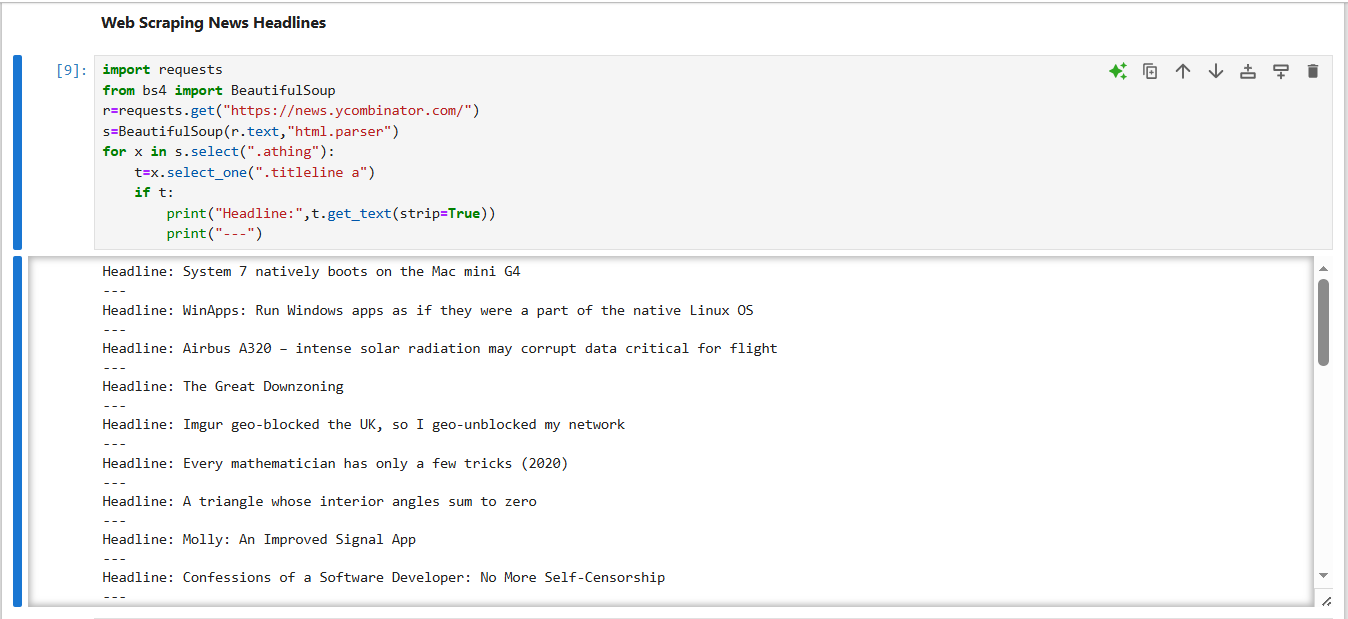 Web Scraping News Headlines
[9]:
import requests
from bs4 import BeautifulSoup
r=requests.get("https://news.ycombinator.com/")
s=BeautifulSoup(r.text,"html.parser")
for x in s.select(".athing"):
    t=x.select_one(".titleline a")
    if t:
        print("Headline:",t.get_text(strip=True))
        print("---")
Headline: System 7 natively boots on the Mac mini G4
---
Headline: WinApps: Run Windows apps as if they were a part of the native Linux OS
---
Headline: Airbus A320 – intense solar radiation may corrupt data critical for flight
---
Headline: The Great Downzoning
---
Headline: Imgur geo-blocked the UK, so I geo-unblocked my network
---
Headline: Every mathematician has only a few tricks (2020)
---
Headline: A triangle whose interior angles sum to zero
---
Headline: Molly: An Improved Signal App
---
Headline: Confessions of a Software Developer: No More Self-Censorship
---